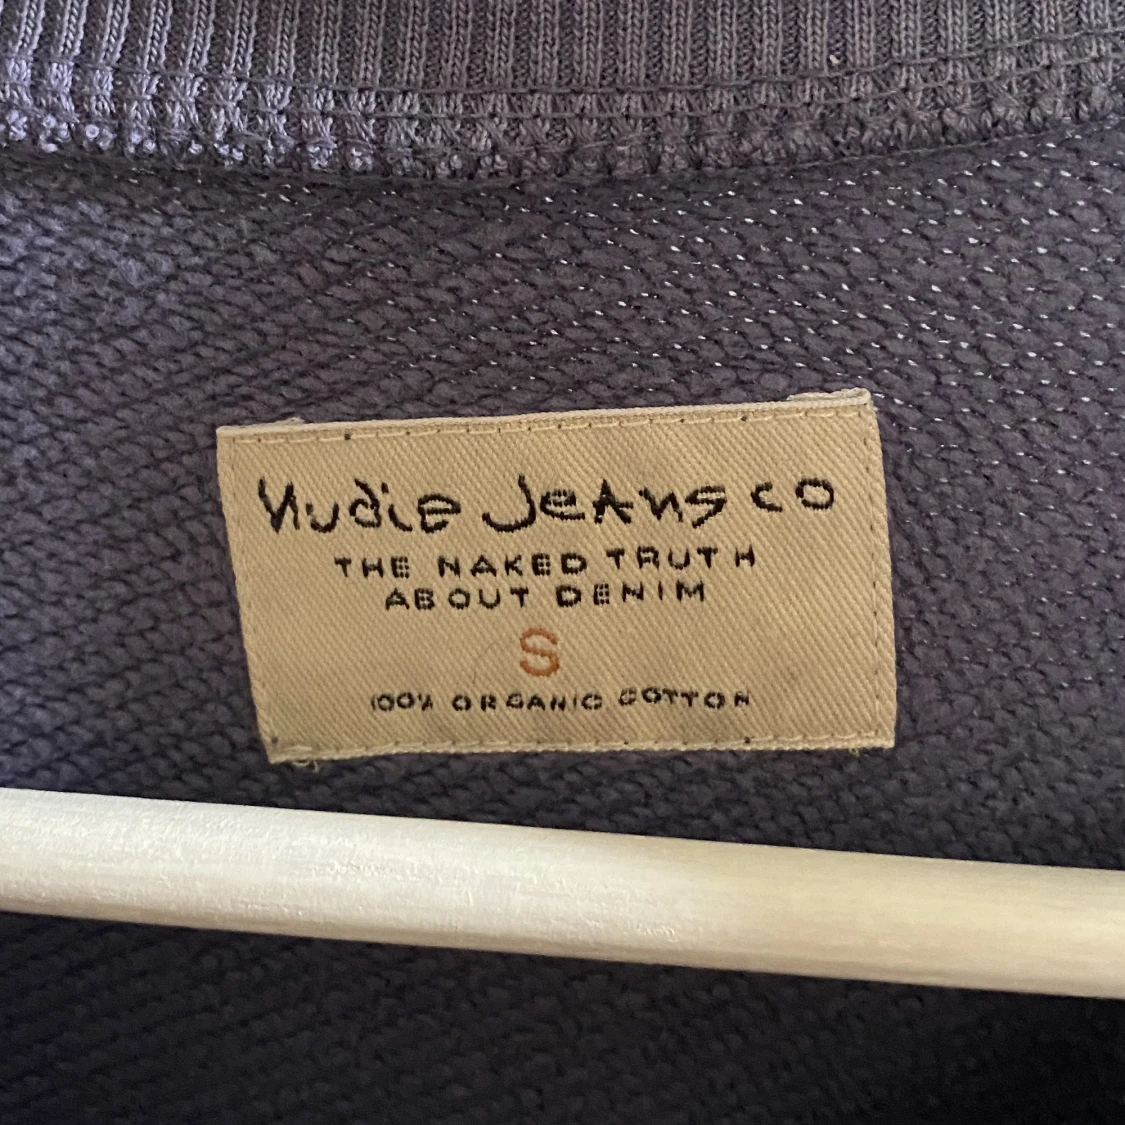 Nudie Jeans co
THE NAKED TRUTH
ABOUT DENIM
S
100% ORGANIC COTTON